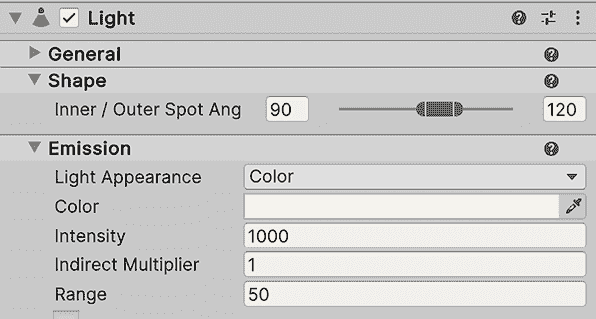 Light
General
Shape
Inner / Outer Spot Ang 90 120
Emission
Light Appearance Color
Color
Intensity 1000
Indirect Multiplier 1
Range 50